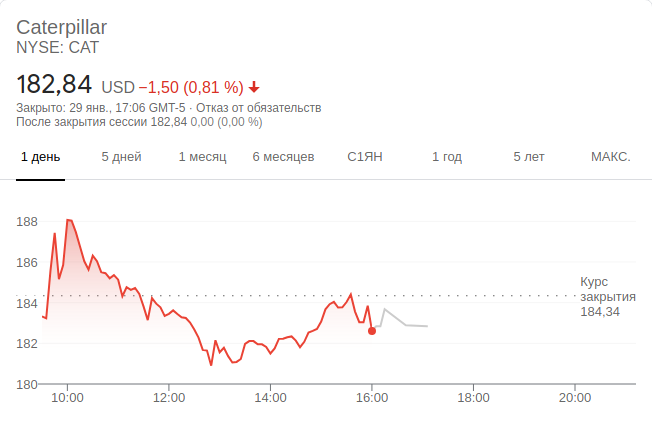 Caterpillar
NYSE: CAT
182,84 USD −1,50 (0,81 %)
Закрыто: 29 янв., 17:06 GMT-5 · Отказ от обязательств
После закрытия сессии 182,84 0,00 (0,00 %)
1 день 5 дней 1 месяц 6 месяцев С1ЯН 1 год 5 лет МАКС.
188
186
184
182
180
Курс
закрытия
184,34
10:00 12:00 14:00 16:00 18:00 20:00